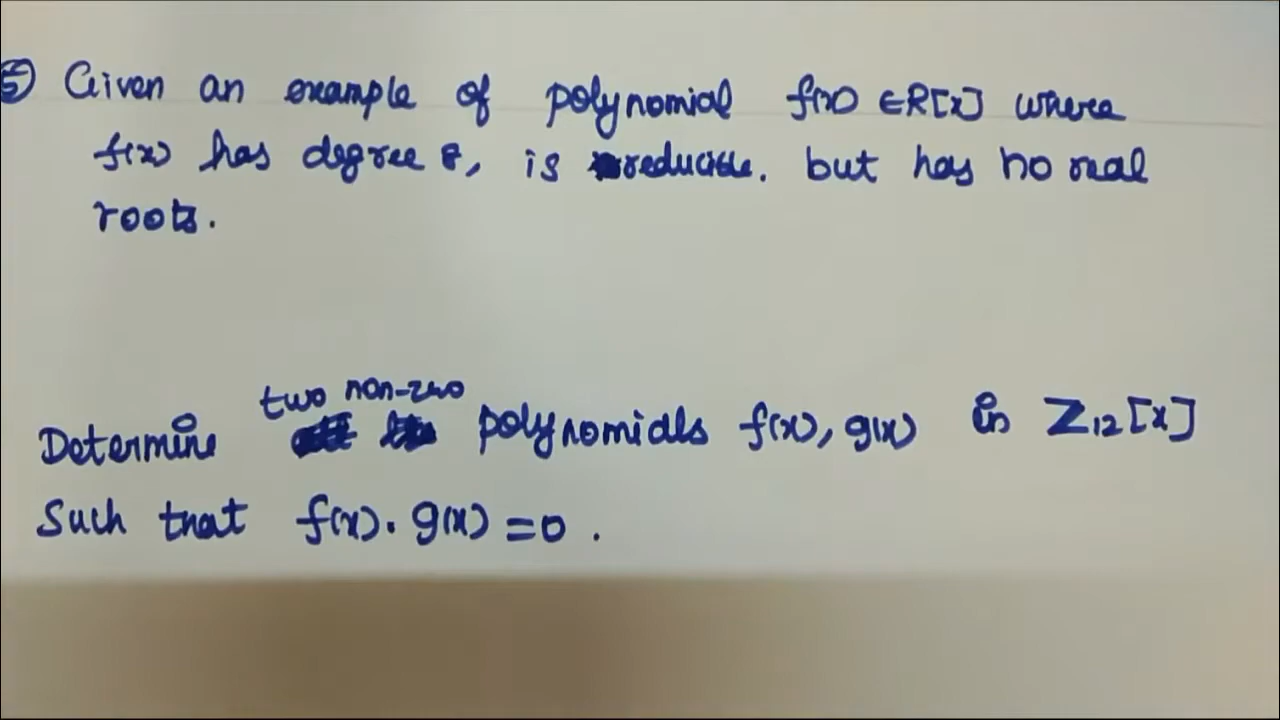 ⑤ Given an example of polynomial f(x) ∈ R[x] where
f(x) has degree 8, is reducible. but has no real
roots.
two non-zero
Determine polynomials f(x), g(x) in Z₁₂[x]
Such that f(x). g(x) = 0 .